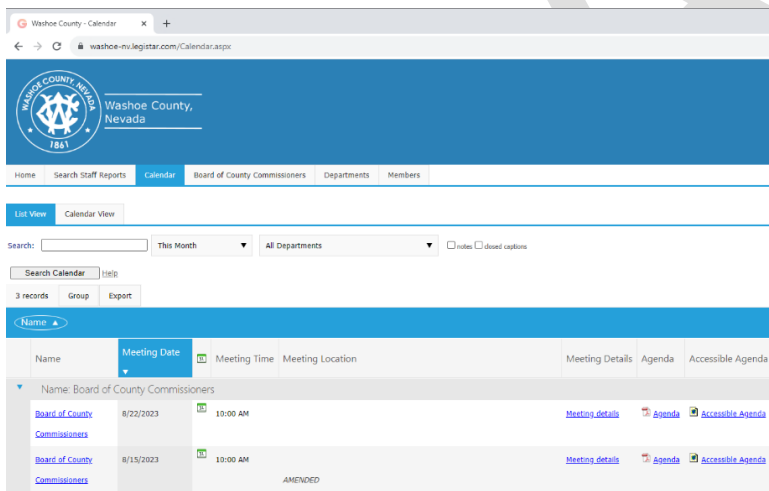 Washoe County - Calendar
washoe-nv.legistar.com/Calendar.aspx
WASHOE COUNTY, NEVADA
1861
Washoe County,
Nevada
Home Search Staff Reports Calendar Board of County Commissioners Departments Members
List View Calendar View
Search: This Month All Departments notes closed captions
Search Calendar Help
3 records Group Export
Name
Name Meeting Date Meeting Time Meeting Location Meeting Details Agenda Accessible Agenda
Name: Board of County Commissioners
Board of County 8/22/2023 10:00 AM Meeting details Agenda Accessible Agenda
Commissioners
Board of County 8/15/2023 10:00 AM Meeting details Agenda Accessible Agenda
Commissioners AMENDED